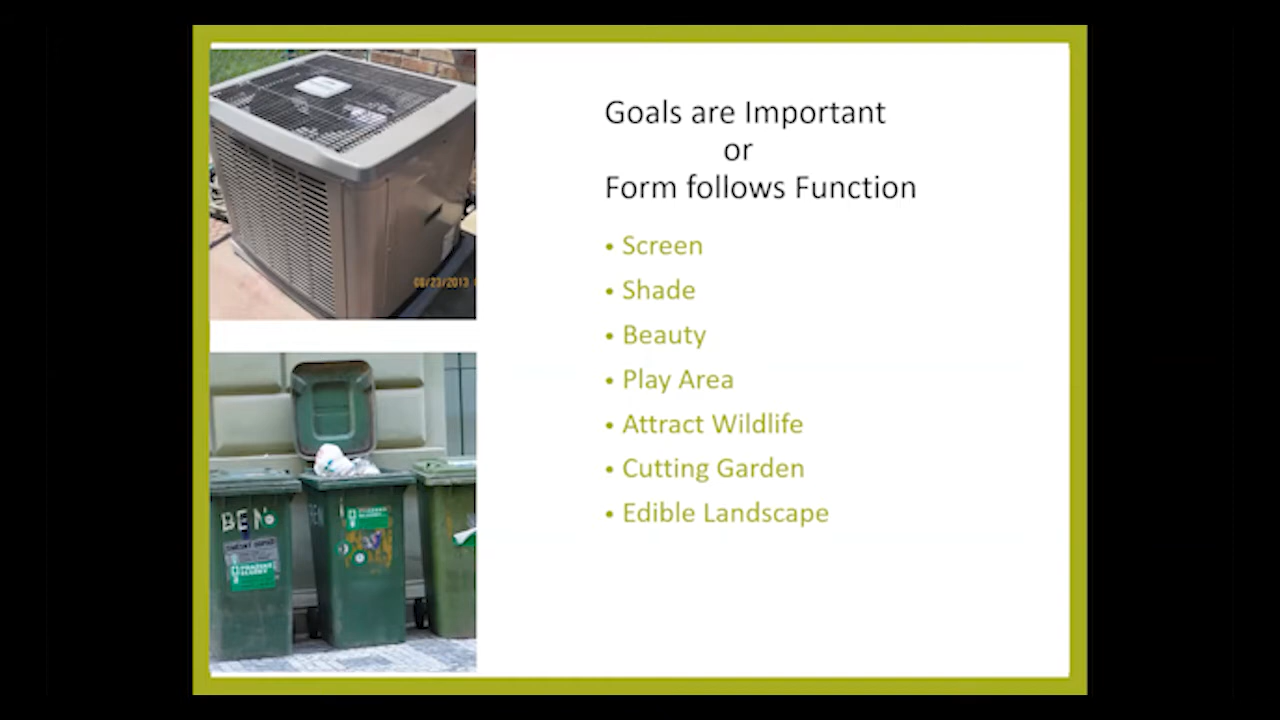 Goals are Important
or
Form follows Function
• Screen
• Shade
• Beauty
• Play Area
• Attract Wildlife
• Cutting Garden
• Edible Landscape
08/23/2013
BEN